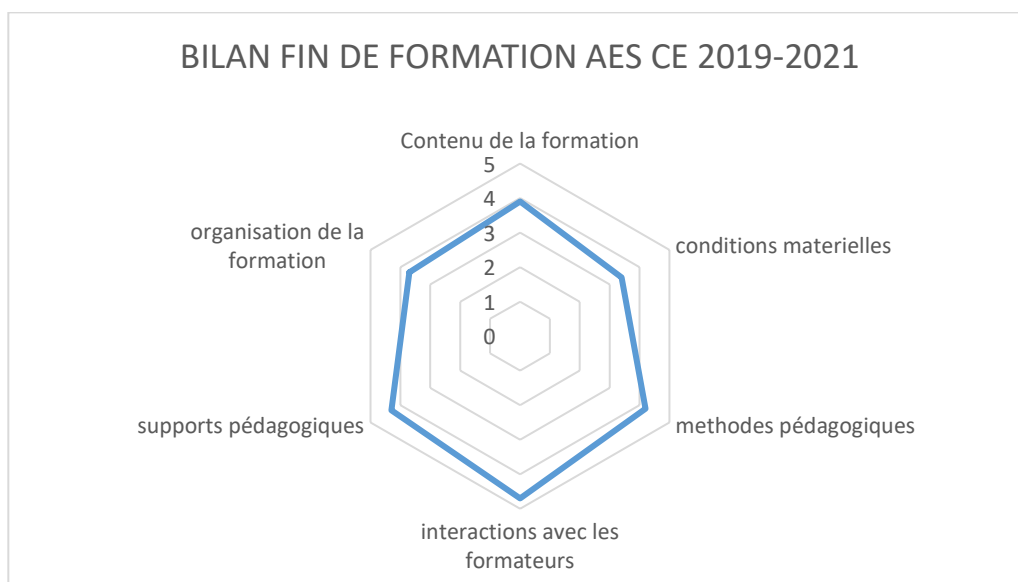 BILAN FIN DE FORMATION AES CE 2019-2021
Contenu de la formation
5
4
3
2
1
0
organisation de la
formation
conditions materielles
supports pédagogiques
methodes pédagogiques
interactions avec les
formateurs